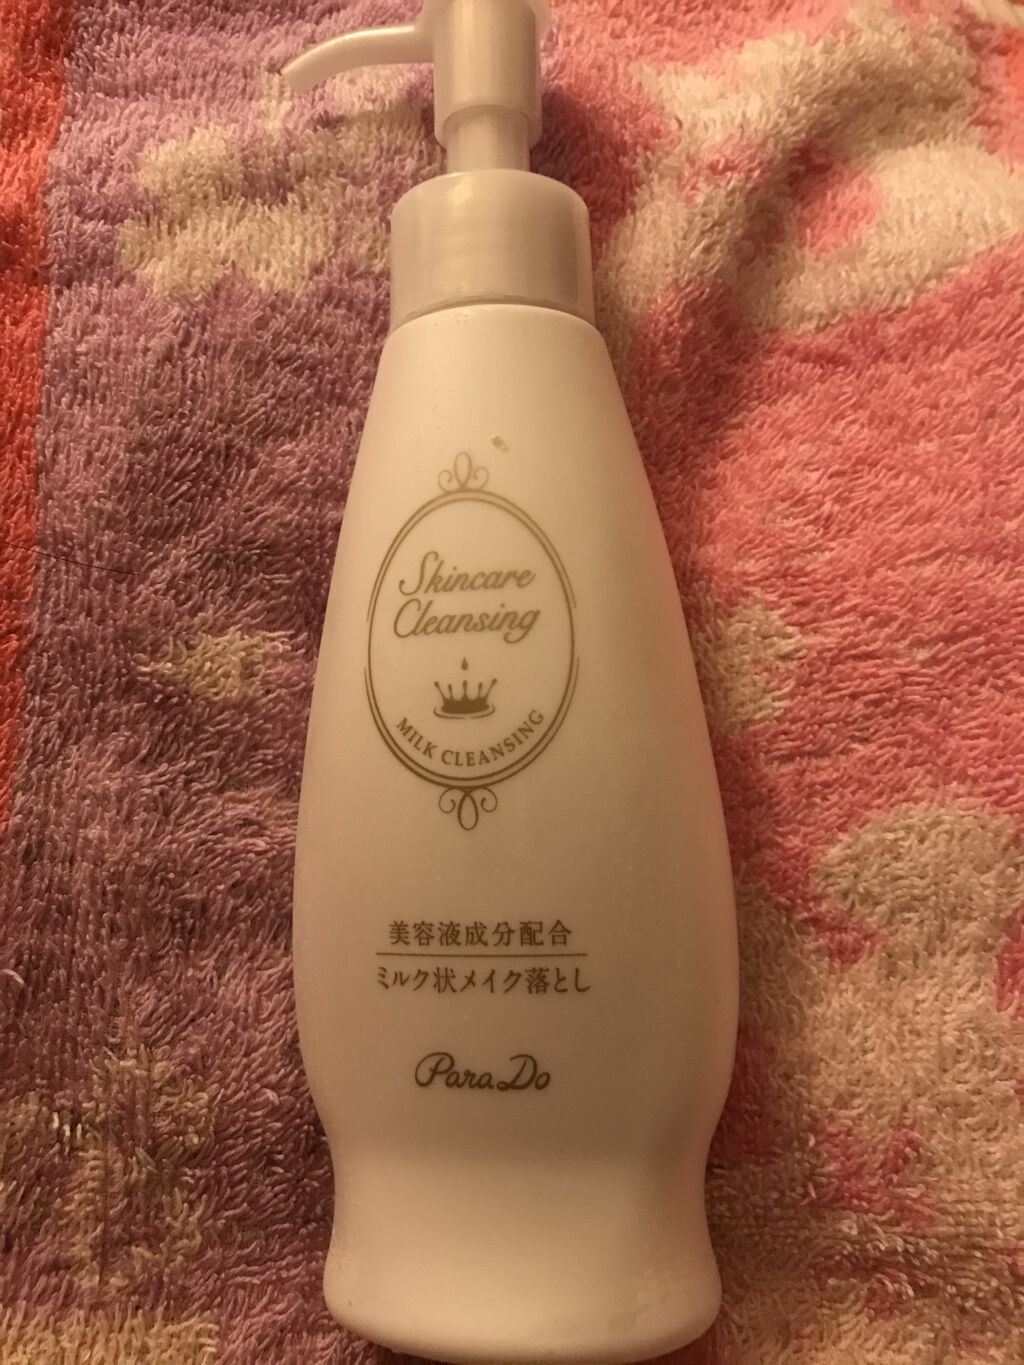 Skincare
Cleansing
MILK CLEANSING
美容液成分配合
ミルク状メイク落とし
ParaDo